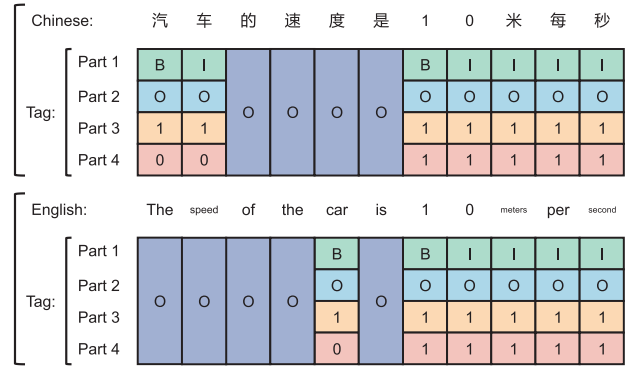 Chinese: 汽 车 的 速 度 是 1 0 米 每 秒
Part 1 B I B I I I I
Part 2 O O O O O O O
Tag: O O O O
Part 3 1 1 1 1 1 1 1
Part 4 0 0 1 1 1 1 1
English: The speed of the car is 1 0 meters per second
Part 1 B B I I I I
Part 2 O O O O O O
Tag: O O O O O
Part 3 1 1 1 1 1 1
Part 4 0 1 1 1 1 1